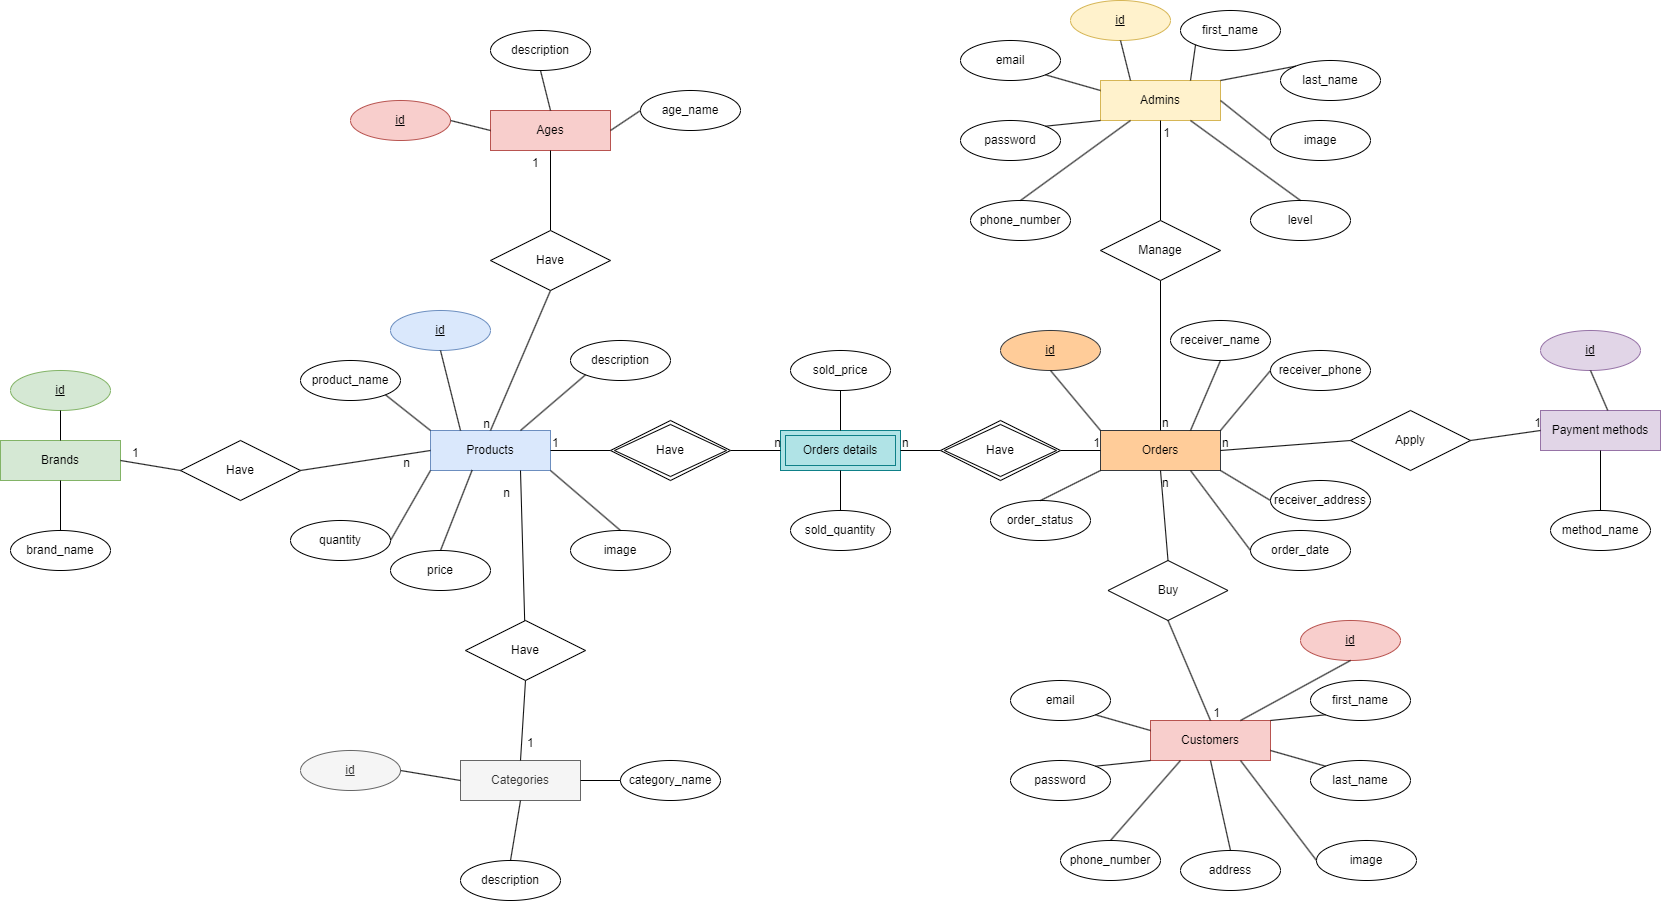 id
first_name
description
email
last_name
Admins
age_name
id
Ages
1
password
image
1
phone_number
level
Have
Manage
id
receiver_name
id
id
description
sold_price
receiver_phone
product_name
id
n
n
Brands
1
Have
n
Products
1
Have
n
Orders details
n
Have
1
Orders
n
Apply
1
Payment methods
n
n
receiver_address
order_status
sold_quantity
method_name
quantity
image
order_date
brand_name
price
Buy
id
Have
email
first_name
1
Customers
1
id
Categories
category_name
password
last_name
phone_number
address
image
description